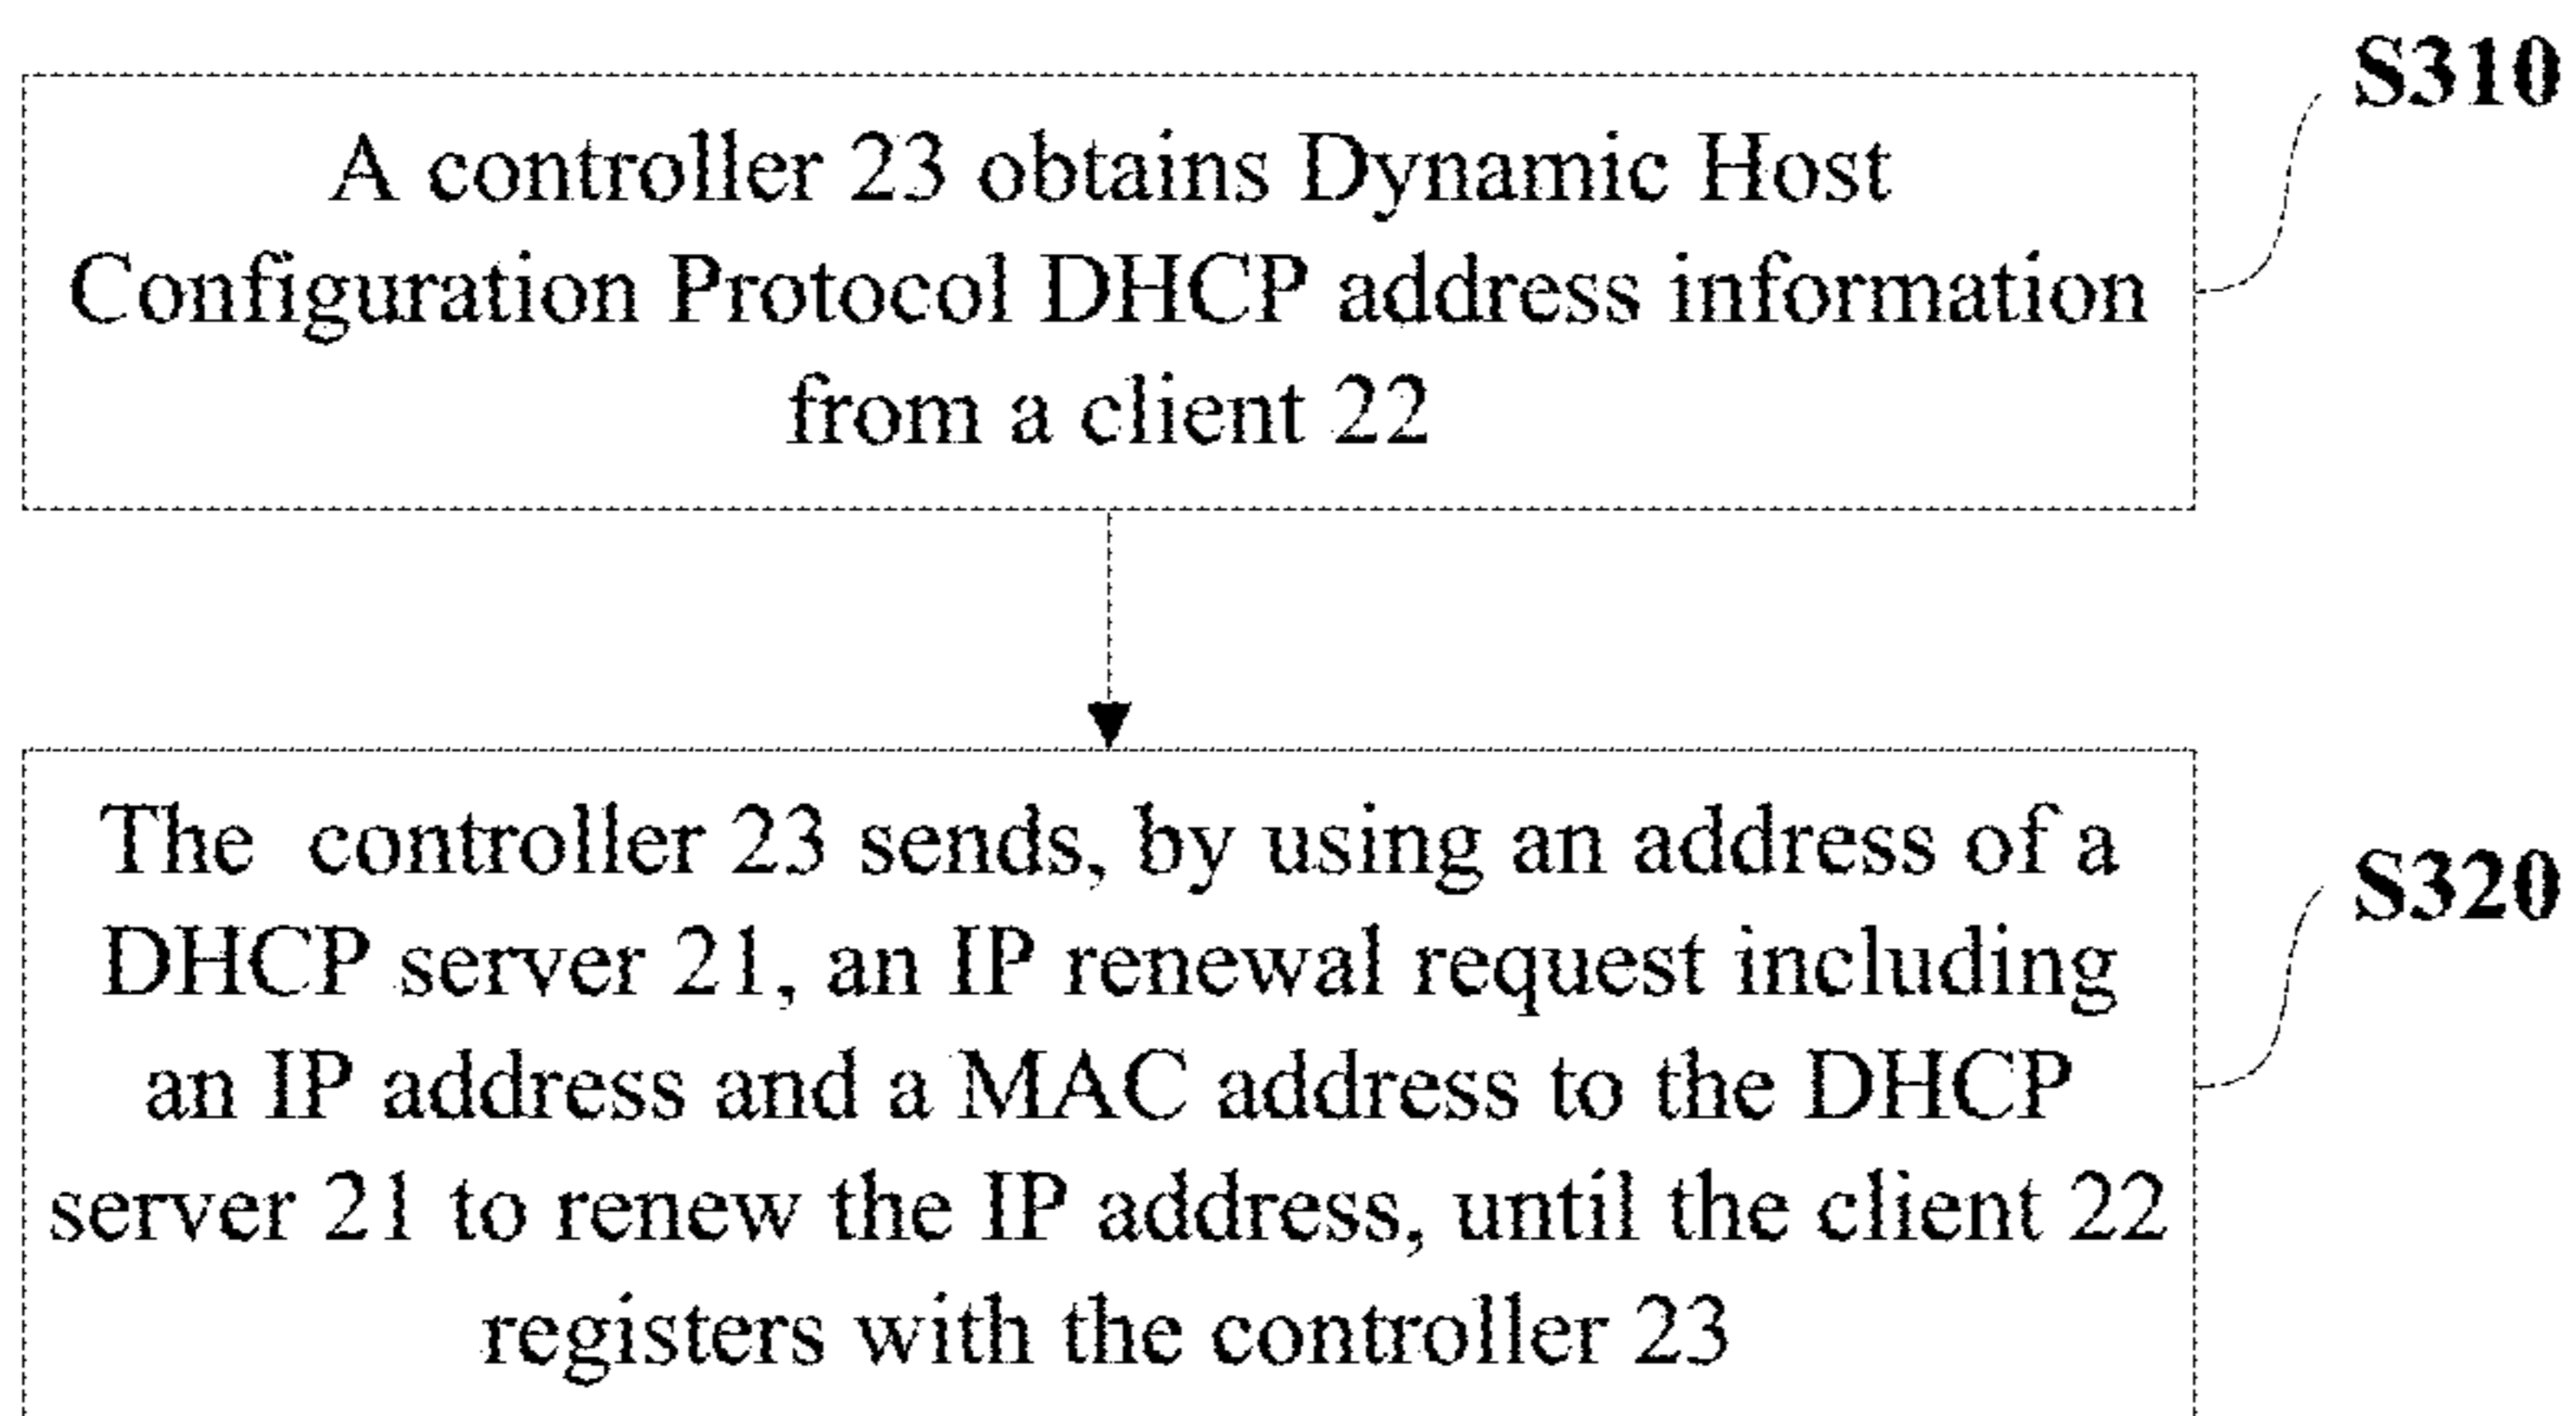 S310
A controller 23 obtains Dynamic Host
Configuration Protocol DHCP address information
from a client 22
The controller 23 sends, by using an address of a
S320
DHCP server 21, an IP renewal request including
an IP address and a MAC address to the DHCP
server 21 to renew the IP address, until the client 22
registers with the controller 23